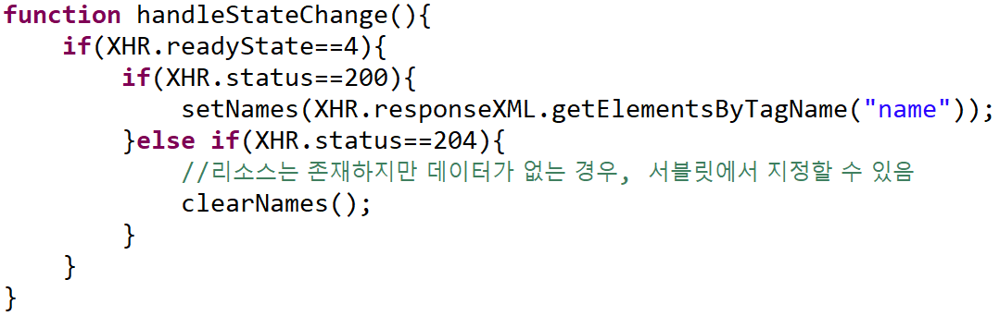 function handleStateChange(){
    if(XHR.readyState==4){
        if(XHR.status==200){
            setNames(XHR.responseXML.getElementsByTagName("name"));
        }else if(XHR.status==204){
            //리소스는 존재하지만 데이터가 없는 경우, 서블릿에서 지정할 수 있음
            clearNames();
        }
    }
}